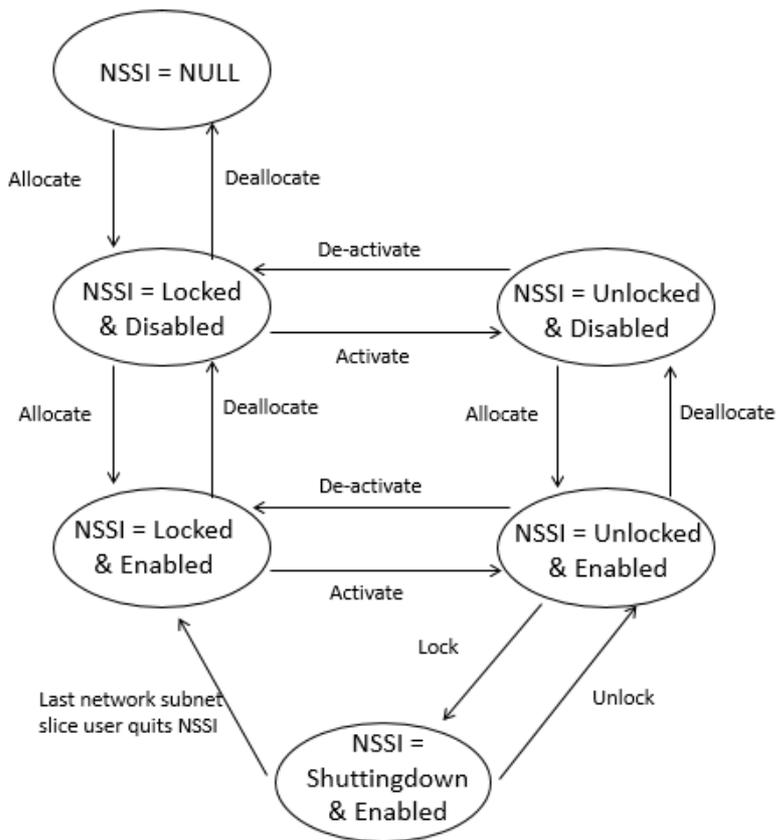 NSSI = NULL
Allocate
Deallocate
De-activate
NSSI = Locked
& Disabled
NSSI = Unlocked
& Disabled
Activate
Allocate
Deallocate
Allocate
Deallocate
De-activate
NSSI = Locked
& Enabled
NSSI = Unlocked
& Enabled
Activate
Lock
Last network subnet
slice user quits NSSI
Unlock
NSSI =
Shuttingdown
& Enabled